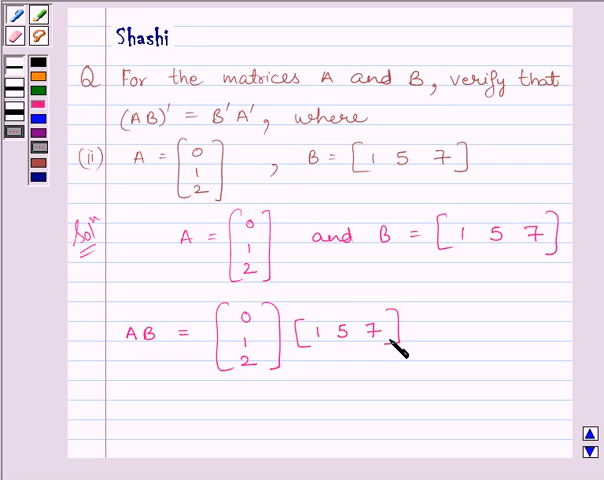 Shashi
Q For the matrices A and B, verify that
(AB)' = B'A', where
(ii) A = [0 1 2], B = [1 5 7]
Solⁿ A = [0 1 2] and B = [1 5 7]
AB = [0 1 2] [1 5 7]